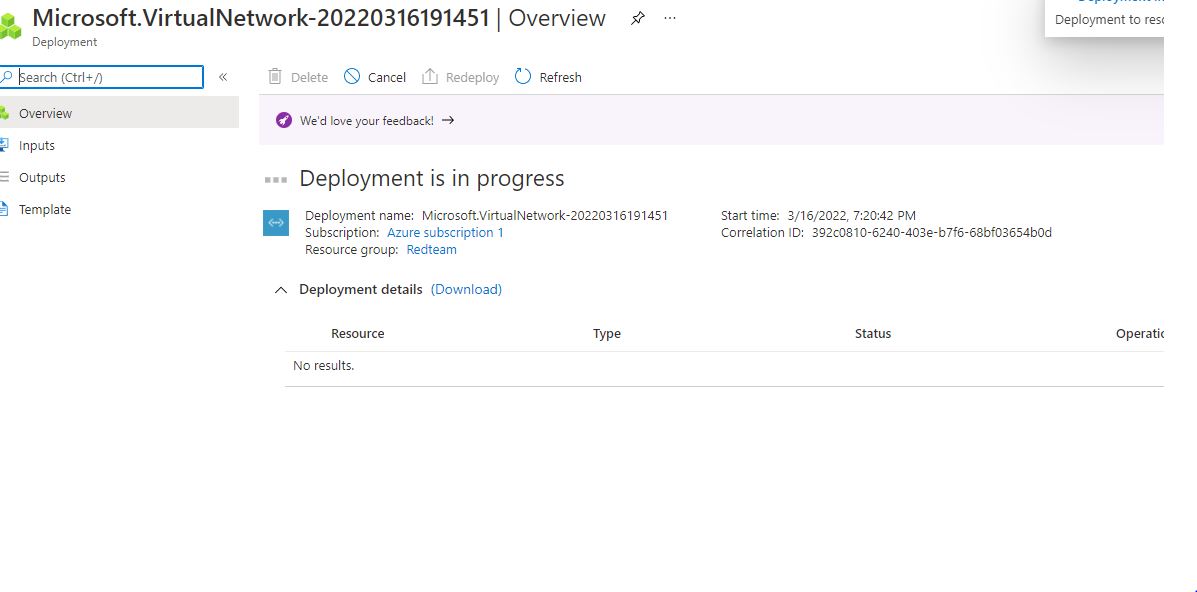 Microsoft.VirtualNetwork-20220316191451 | Overview
Deployment
Deployment to
Search (Ctrl+/)
Delete Cancel Redeploy Refresh
Overview
Inputs
Outputs
Template
We'd love your feedback! →
Deployment is in progress
Deployment name: Microsoft.VirtualNetwork-20220316191451
Subscription: Azure subscription 1
Resource group: Redteam
Start time: 3/16/2022, 7:20:42 PM
Correlation ID: 392c0810-6240-403e-b7f6-68bf03654b0d
Deployment details (Download)
Resource Type Status
No results.